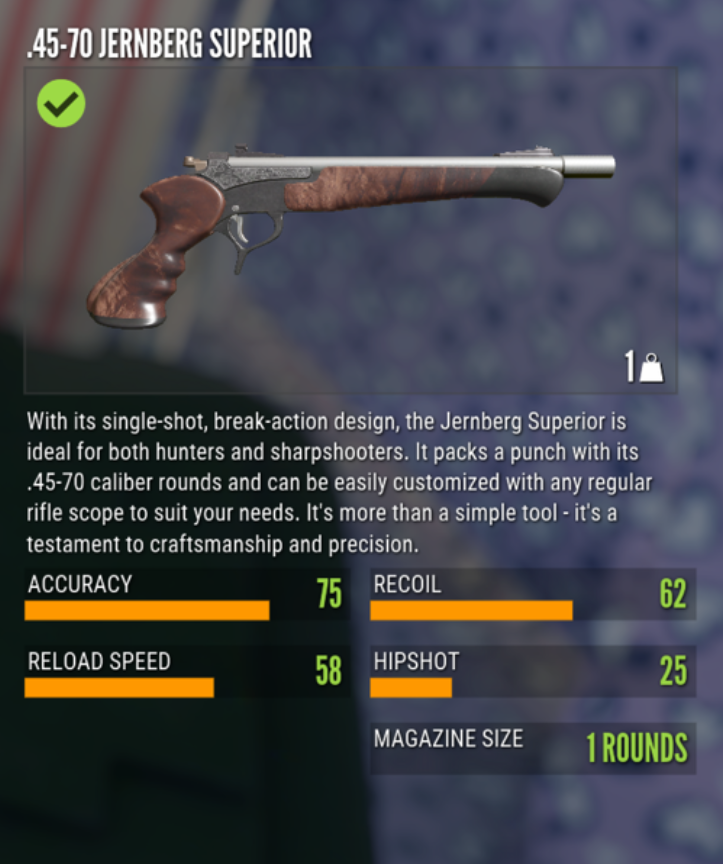 .45-70 JERNBERG SUPERIOR
1
With its single-shot, break-action design, the Jernberg Superior is
ideal for both hunters and sharpshooters. It packs a punch with its
.45-70 caliber rounds and can be easily customized with any regular
rifle scope to suit your needs. It's more than a simple tool - it's a
testament to craftsmanship and precision.
ACCURACY 75
RECOIL 62
RELOAD SPEED 58
HIPSHOT 25
MAGAZINE SIZE 1 ROUNDS